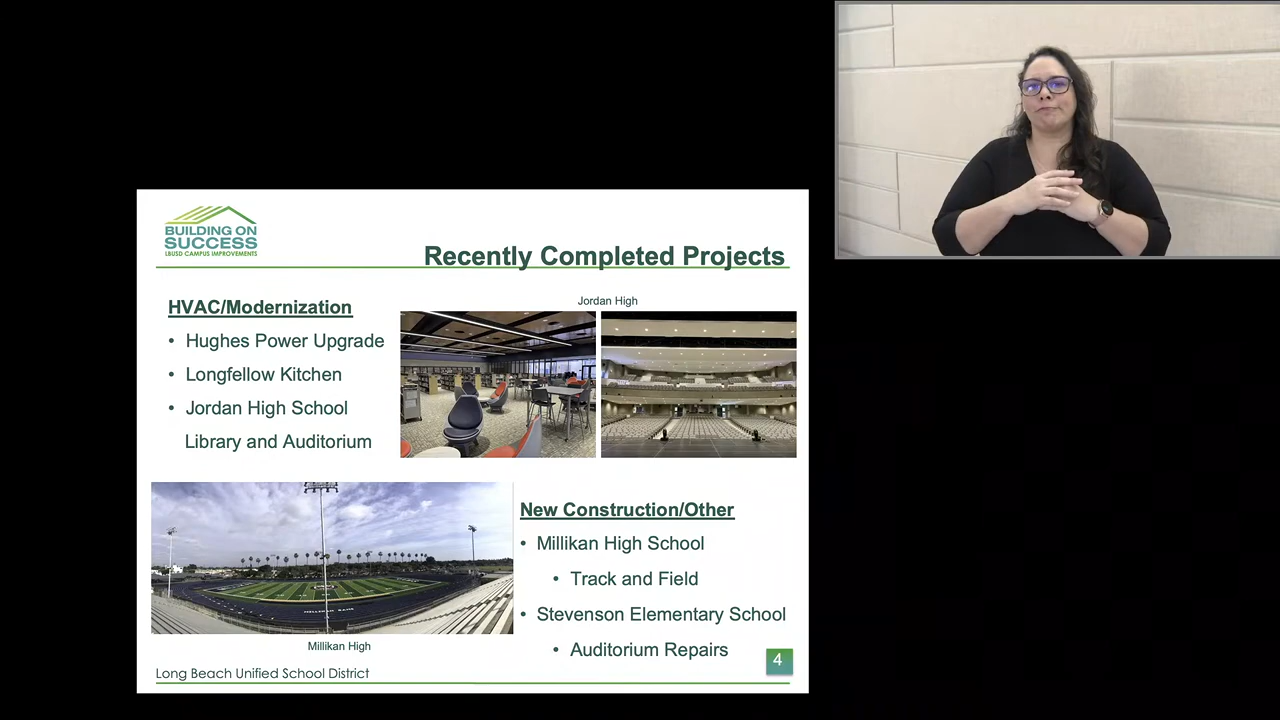 BUILDING ON
SUCCESS
LBUSD CAMPUS IMPROVEMENTS
Recently Completed Projects
HVAC/Modernization
• Hughes Power Upgrade
• Longfellow Kitchen
• Jordan High School
Library and Auditorium
Jordan High
MILLIKAN RAMS
Millikan High
New Construction/Other
• Millikan High School
• Track and Field
• Stevenson Elementary School
• Auditorium Repairs
Long Beach Unified School District
4